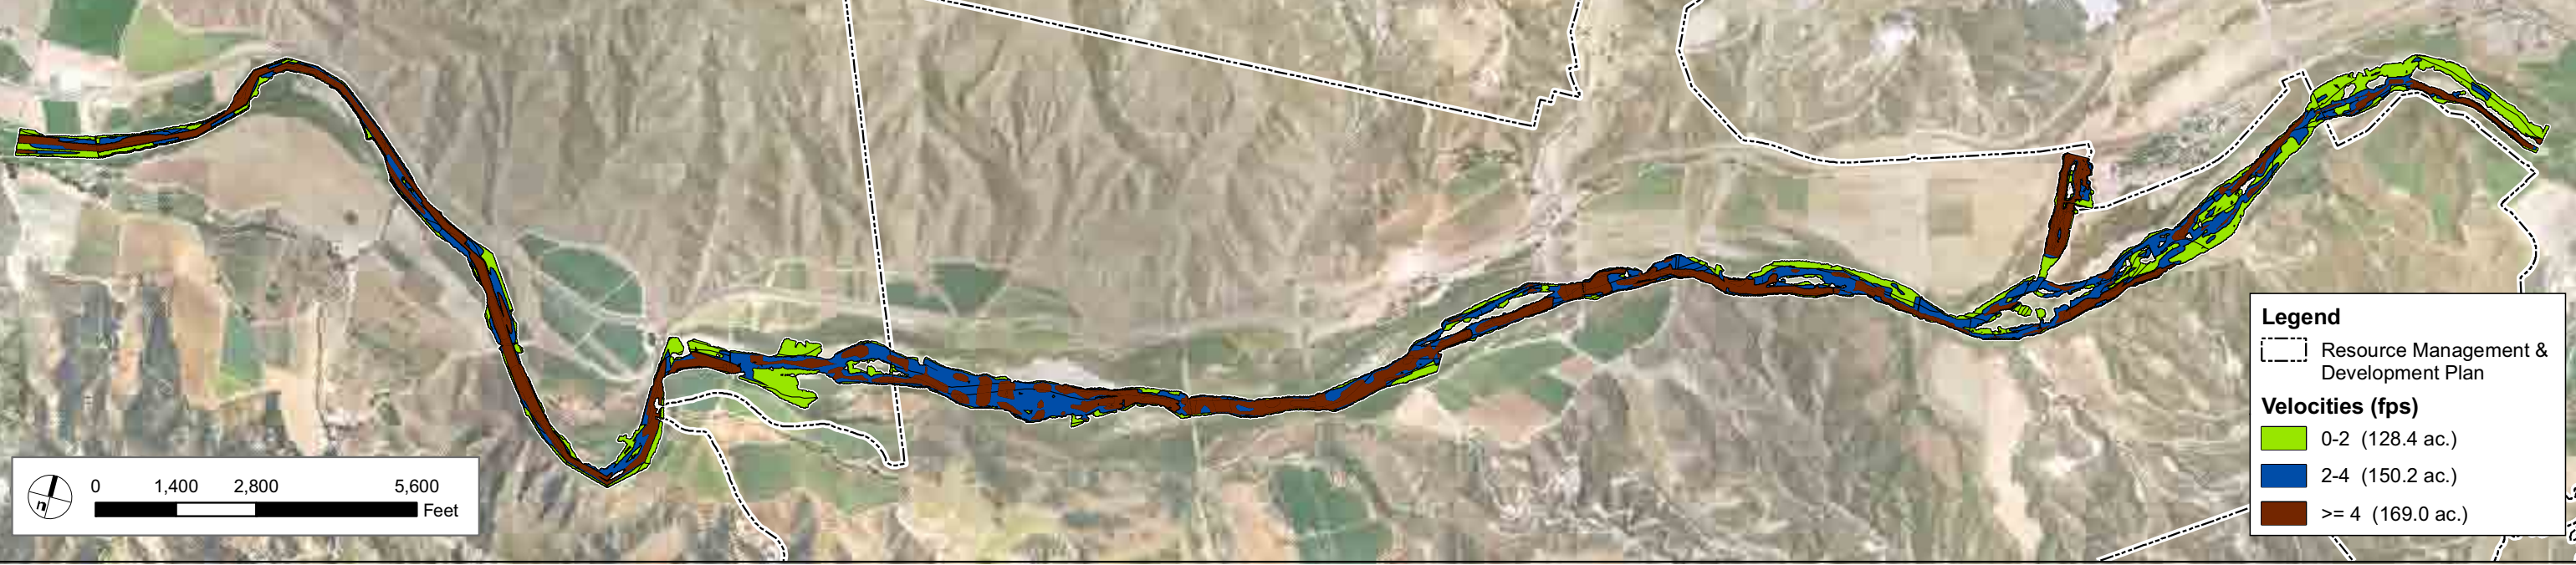 Legend
Resource Management &
Development Plan
Velocities (fps)
0-2 (128.4 ac.)
2-4 (150.2 ac.)
>= 4 (169.0 ac.)
n
0 1,400 2,800 5,600
Feet